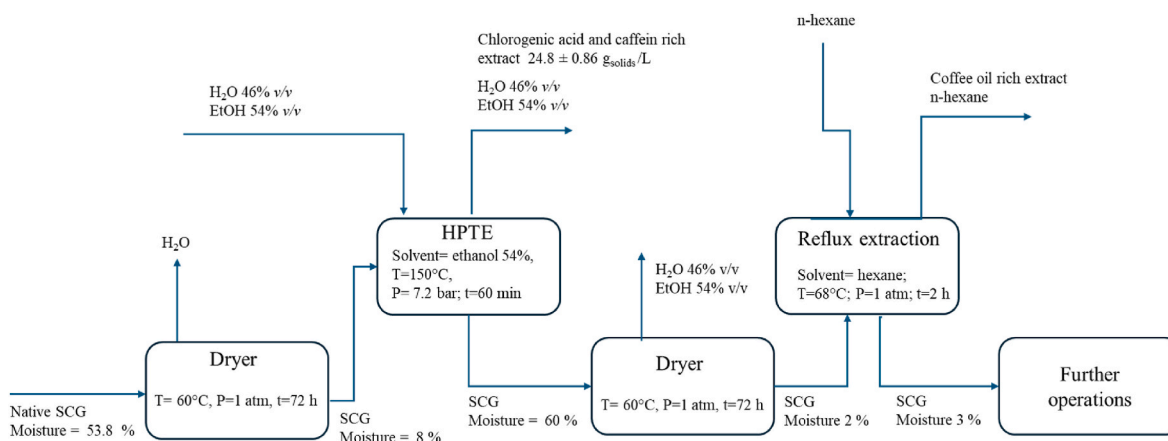 n-hexane
Chlorogenic acid and caffein rich
extract 24.8 ± 0.86 g_solids/L
H₂O 46% v/v
EtOH 54% v/v
H₂O 46% v/v
EtOH 54% v/v
Coffee oil rich extract
n-hexane
HPTE
Solvent= ethanol 54%,
T=150°C,
P= 7.2 bar; t=60 min
Reflux extraction
Solvent= hexane;
T=68°C; P=1 atm; t=2 h
H₂O
H₂O 46% v/v
EtOH 54% v/v
Dryer
T= 60°C, P=1 atm, t=72 h
Dryer
T= 60°C, P=1 atm, t=72 h
Further
operations
Native SCG
Moisture = 53.8 %
SCG
Moisture = 8 %
SCG
Moisture = 60 %
SCG
Moisture 2 %
SCG
Moisture 3 %